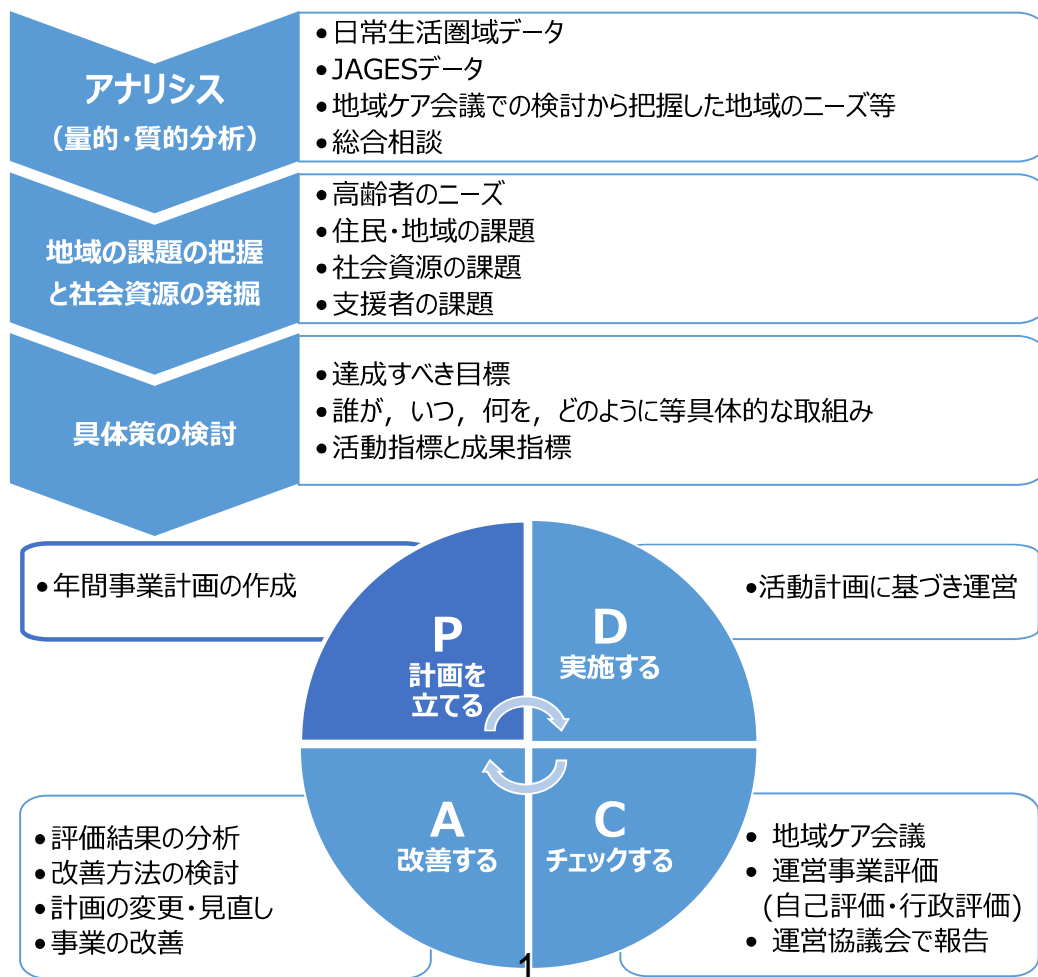 アナリシス
（量的・質的分析）
•日常生活圏域データ
•JAGESデータ
•地域ケア会議での検討から把握した地域のニーズ等
•総合相談
地域の課題の把握
と社会資源の発掘
•高齢者のニーズ
•住民・地域の課題
•社会資源の課題
•支援者の課題
具体策の検討
•達成すべき目標
•誰が，いつ，何を，どのように等具体的な取組み
•活動指標と成果指標
•年間事業計画の作成
P
計画を
立てる
D
実施する
•活動計画に基づき運営
A
改善する
•評価結果の分析
•改善方法の検討
•計画の変更・見直し
•事業の改善
C
チェックする
• 地域ケア会議
• 運営事業評価
(自己評価・行政評価)
• 運営協議会で報告
1